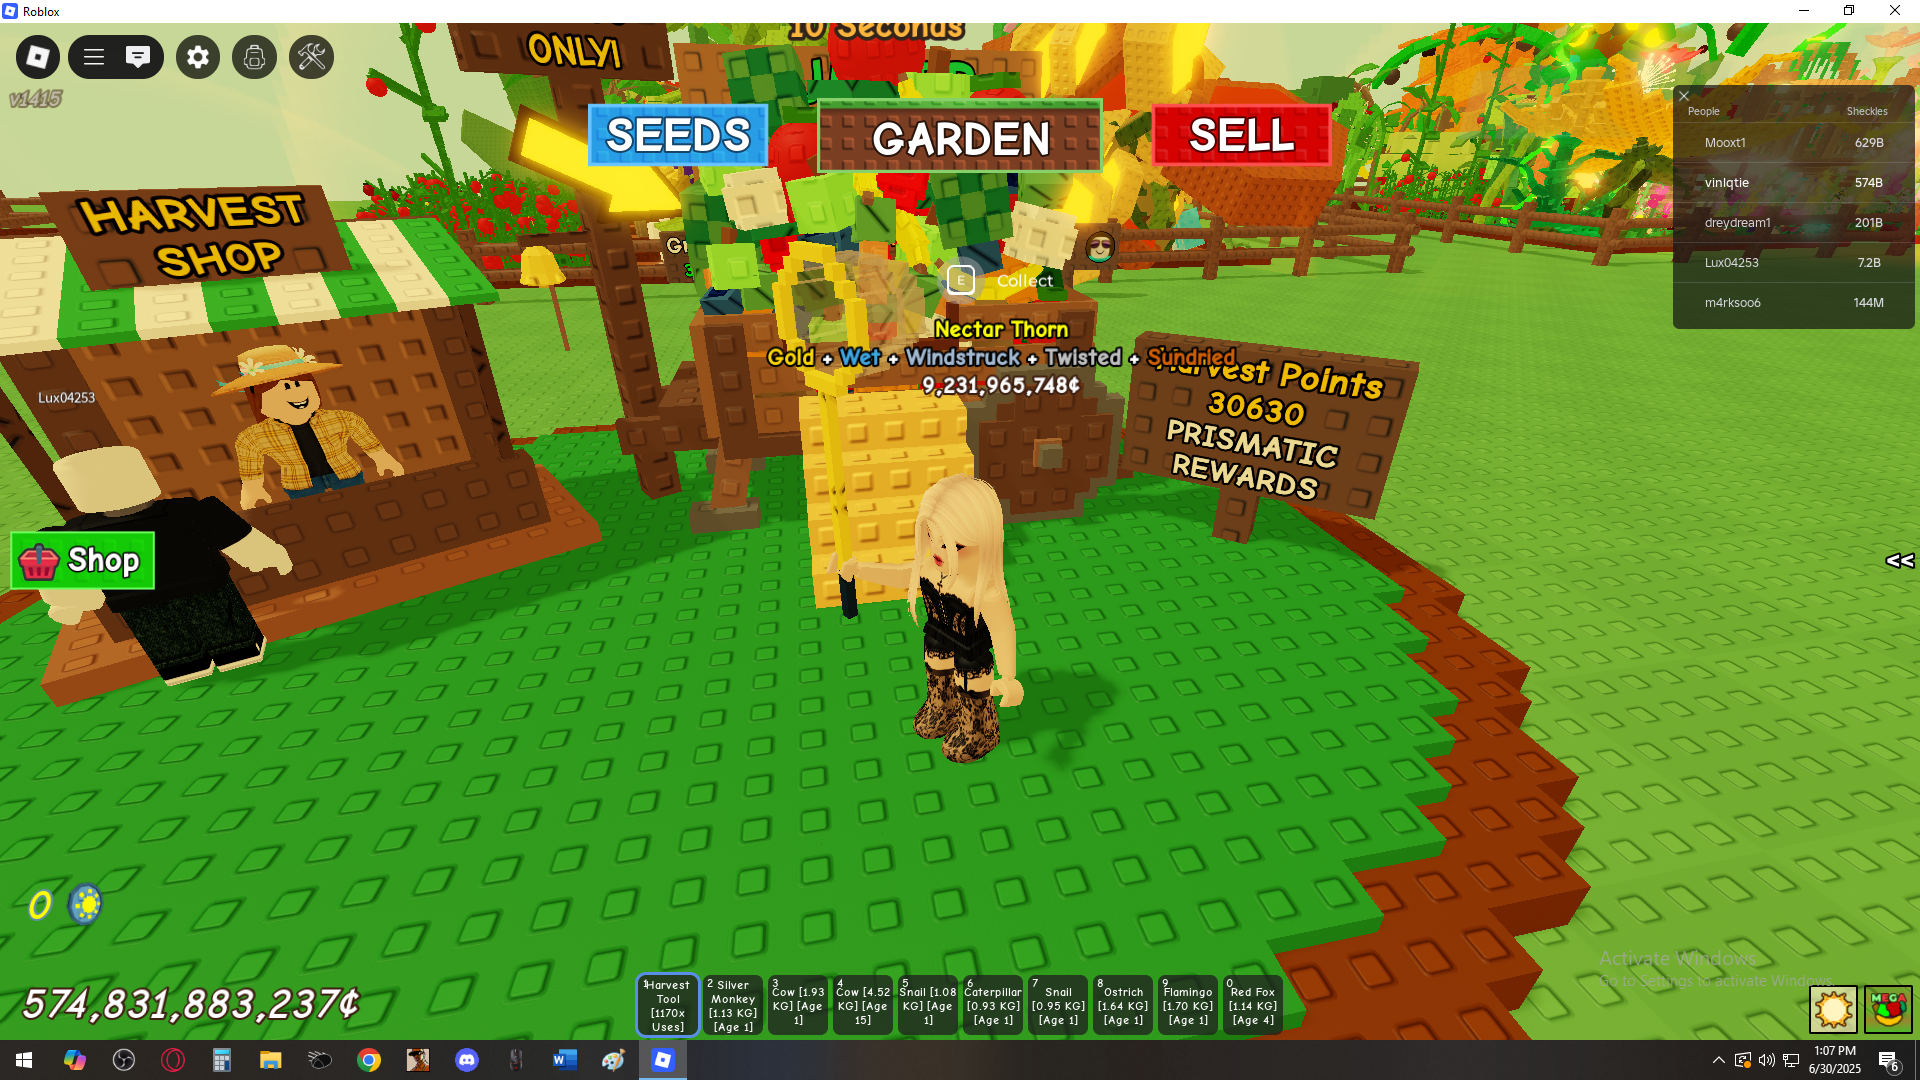 Roblox
v1415
ONLY!
10 Seconds
SEEDS
GARDEN
SELL
People Sheckles
Mooxt1 629B
vinlqtie 574B
dreydream1 201B
Lux04253 7.2B
m4rksoo6 144M
HARVEST
SHOP
E Collect
Nectar Thorn
Gold + Wet + Windstruck + Twisted + Sundried
9,231,965,748¢
Harvest Points
30630
PRISMATIC
REWARDS
Lux04253
Shop
<<
0
574,831,883,237¢
1 Harvest Tool [1170x Uses]
2 Silver Monkey [1.13 KG] [Age 1]
3 Cow [1.93 KG] [Age 1]
4 Cow [4.52 KG] [Age 15]
5 Snail [1.08 KG] [Age 1]
6 Caterpillar [0.93 KG] [Age 1]
7 Snail [0.95 KG] [Age 1]
8 Ostrich [1.64 KG] [Age 1]
9 Flamingo [1.70 KG] [Age 1]
0 Red Fox [1.14 KG] [Age 4]
Activate Windows
Go to Settings to activate Windows.
MEGA
1:07 PM
6/30/2025
6